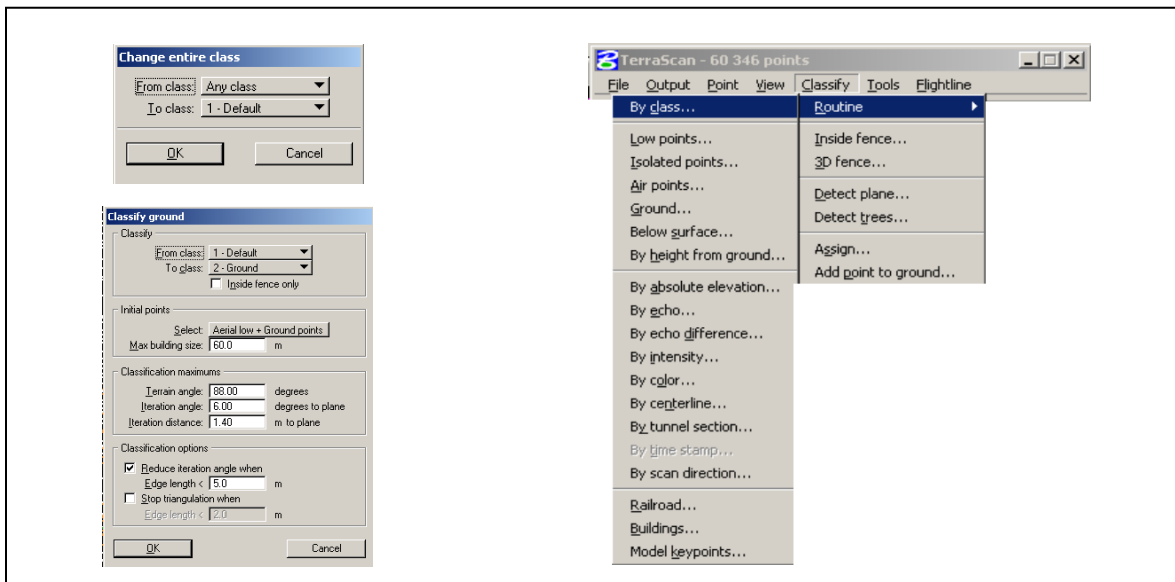 Change entire class
From class: Any class
To class: 1 - Default
OK Cancel
Classify ground
Classify
From class: 1 - Default
To class: 2 - Ground
Inside fence only
Initial points
Select: Aerial low + Ground points
Max building size: 60.0 m
Classification maximums
Terrain angle: 88.00 degrees
Iteration angle: 6.00 degrees to plane
Iteration distance: 1.40 m to plane
Classification options
Reduce iteration angle when
Edge length < 5.0 m
Stop triangulation when
Edge length < 2.0 m
OK Cancel
TerraScan - 60 346 points
File Output Point View Classify Tools Flightline
By class...
Low points...
Isolated points...
Air points...
Ground...
Below surface...
By height from ground...
By absolute elevation...
By echo...
By echo difference...
By intensity...
By color...
By centerline...
By tunnel section...
By time stamp...
By scan direction...
Railroad...
Buildings...
Model keypoints...
Routine
Inside fence...
3D fence...
Detect plane...
Detect trees...
Assign...
Add point to ground...